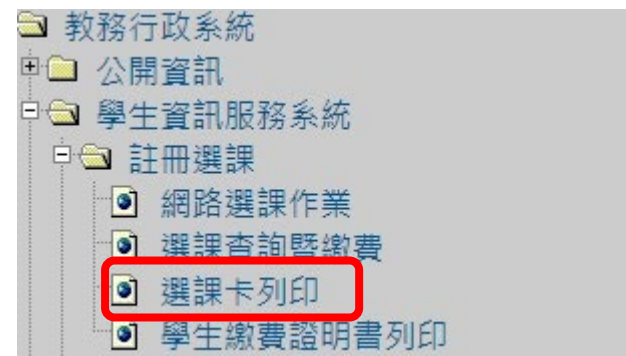 教務行政系統
公開資訊
學生資訊服務系統
註冊選課
網路選課作業
選課查詢暨繳費
選課卡列印
學生繳費證明書列印